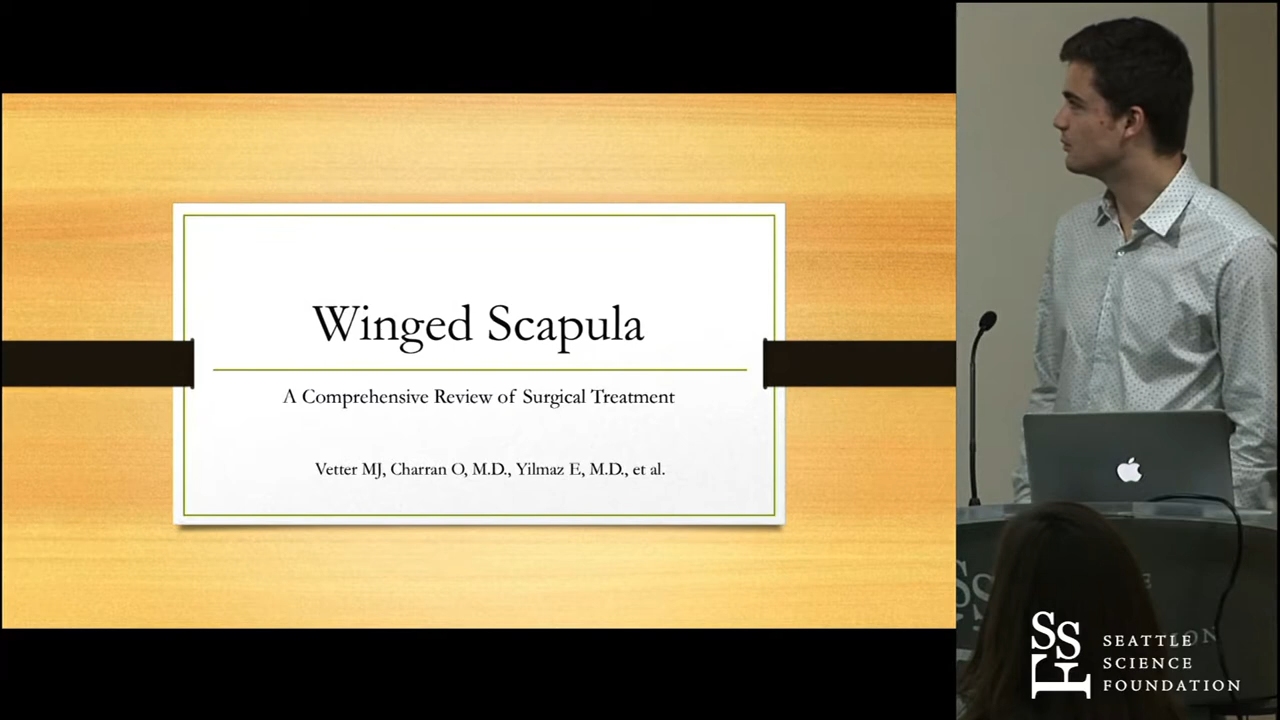 Winged Scapula
A Comprehensive Review of Surgical Treatment
Vetter MJ, Charran O, M.D., Yilmaz E, M.D., et al.
SSF
SEATTLE
SCIENCE
FOUNDATION